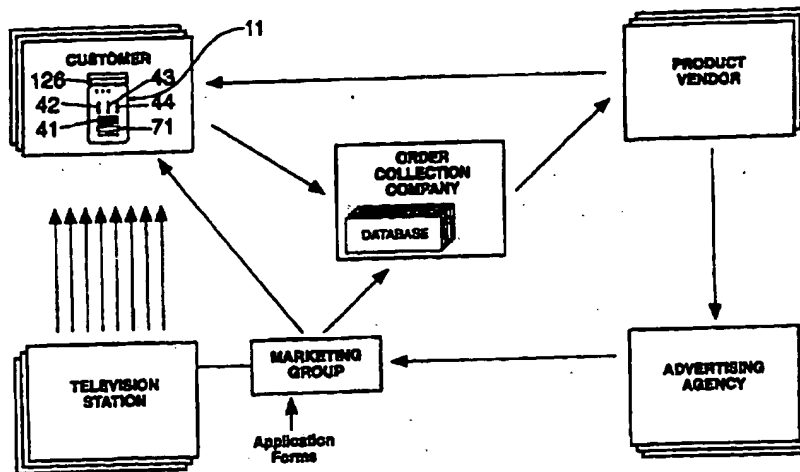 11
CUSTOMER
126
43
42
44
41
71
PRODUCT
VENDOR
ORDER
COLLECTION
COMPANY
DATABASE
TELEVISION
STATION
MARKETING
GROUP
ADVERTISING
AGENCY
Application
Forms